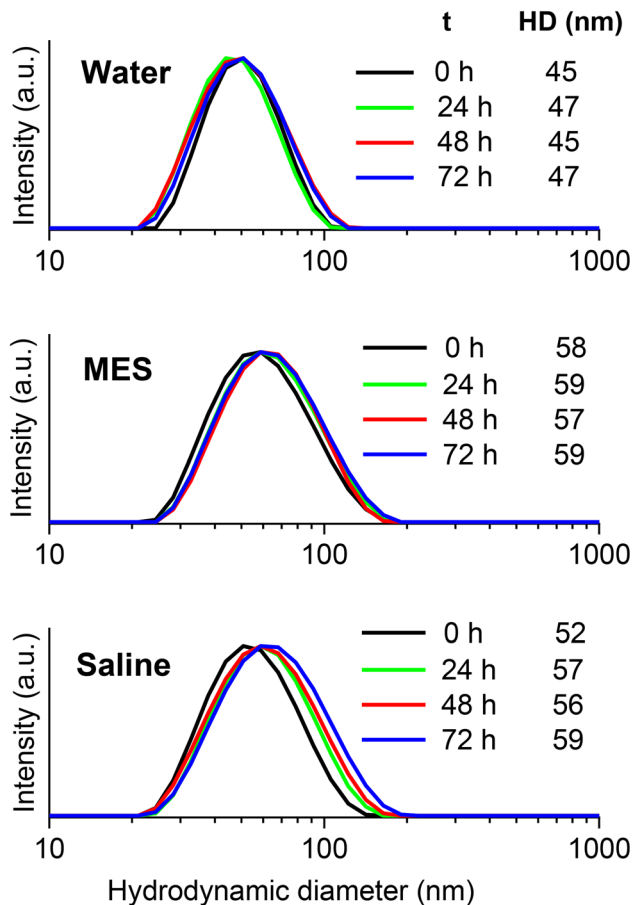 t HD (nm)
Water
0 h 45
24 h 47
48 h 45
72 h 47
Intensity (a.u.)
10 100 1000
MES
0 h 58
24 h 59
48 h 57
72 h 59
Intensity (a.u.)
10 100 1000
Saline
0 h 52
24 h 57
48 h 56
72 h 59
Intensity (a.u.)
10 100 1000
Hydrodynamic diameter (nm)